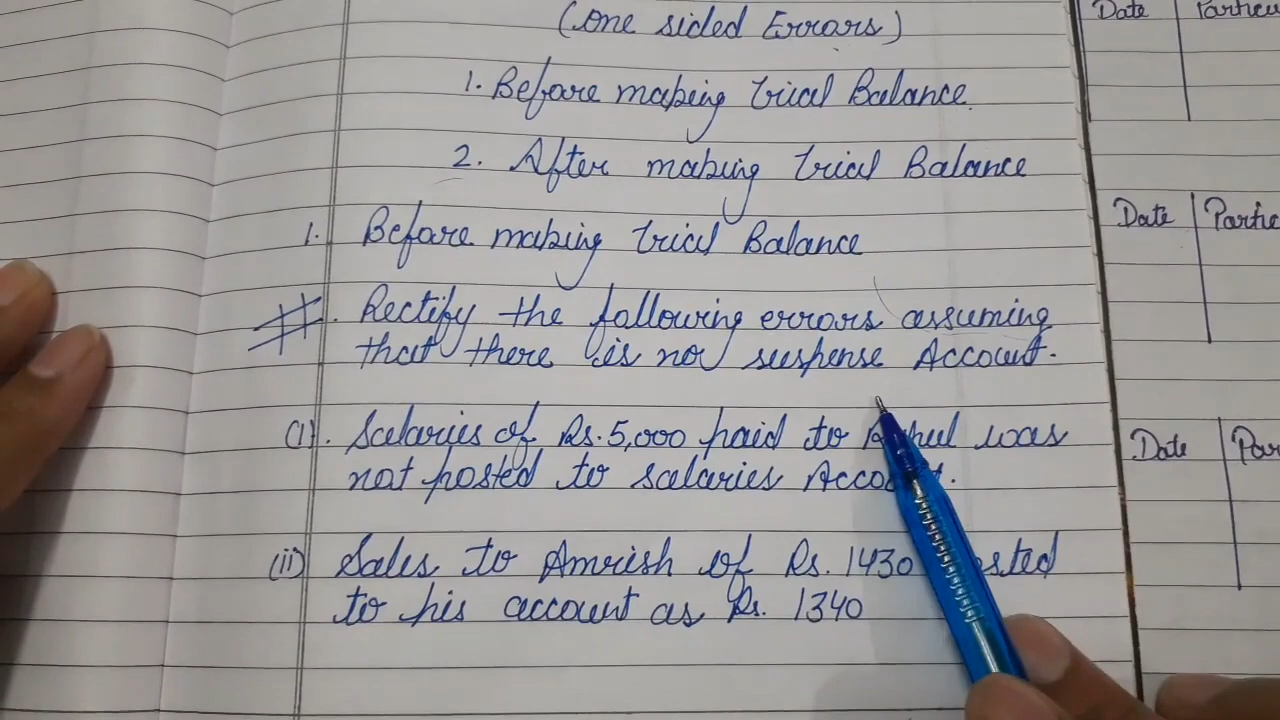 (One sided Errors)
1. Before making trial Balance
2. After making trial Balance
1. Before making trial Balance
#. Rectify the following errors assuming
that there is no suspense Account.
(i). Salaries of Rs. 5,000 paid to was
not posted to salaries
(ii) Sales to Amrish of Rs. 1430
to his account as Rs. 1340
Date
Date
Date